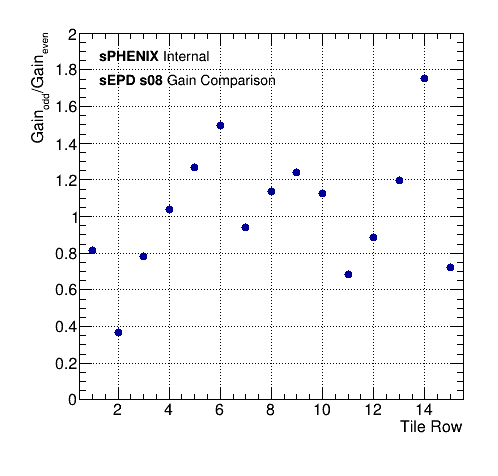 Gain_odd/Gain_even
sPHENIX Internal
sEPD s08 Gain Comparison
2
1.8
1.6
1.4
1.2
1
0.8
0.6
0.4
0.2
0
2 4 6 8 10 12 14
Tile Row